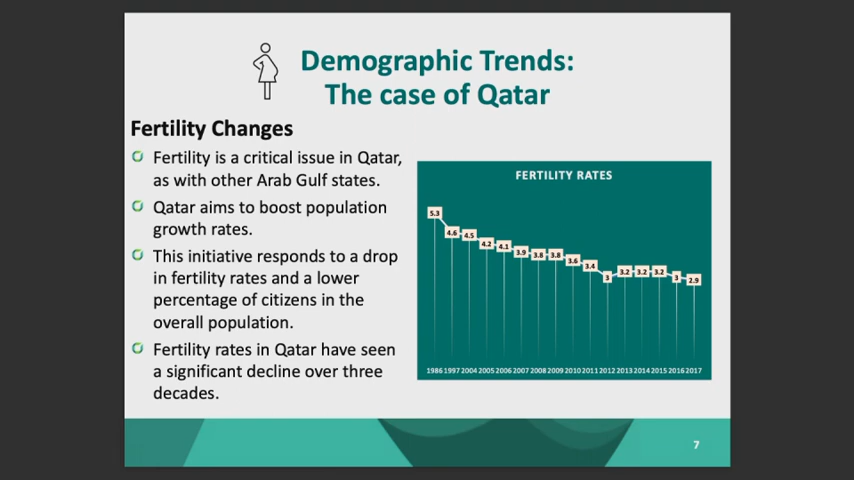 Demographic Trends:
The case of Qatar
Fertility Changes
Fertility is a critical issue in Qatar,
as with other Arab Gulf states.
Qatar aims to boost population
growth rates.
This initiative responds to a drop
in fertility rates and a lower
percentage of citizens in the
overall population.
Fertility rates in Qatar have seen
a significant decline over three
decades.
FERTILITY RATES
5.3 4.6 4.5 4.2 4.1 3.9 3.8 3.8 3.6 3.4 3 3.2 3.2 3.2 3 2.9
1986 1997 2004 2005 2006 2007 2008 2009 2010 2011 2012 2013 2014 2015 2016 2017
7